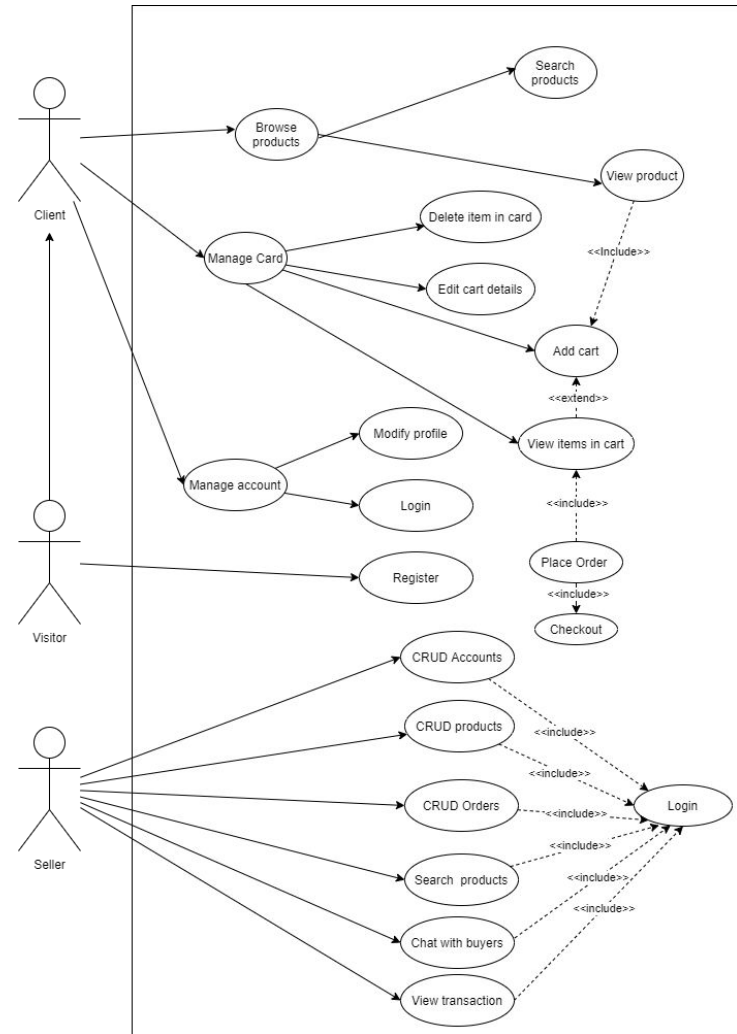 Search
products
Browse
products
View product
Client
Delete item in card
Manage Card
<<Include>>
Edit cart details
Add cart
<<extend>>
Modify profile
View items in cart
Manage account
Login
<<include>>
Place Order
Register
<<include>>
Checkout
Visitor
CRUD Accounts
CRUD products
<<include>>
<<include>>
CRUD Orders
Login
<<include>>
<<include>>
Seller
Search products
<<include>>
<<include>>
Chat with buyers
View transaction